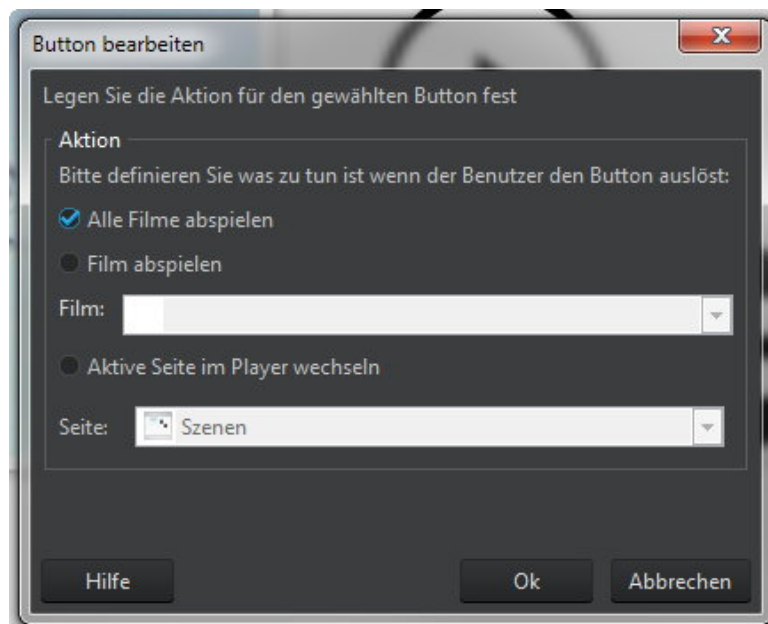 Button bearbeiten
Legen Sie die Aktion für den gewählten Button fest
Aktion
Bitte definieren Sie was zu tun ist wenn der Benutzer den Button auslöst:
Alle Filme abspielen
Film abspielen
Film:
Aktive Seite im Player wechseln
Seite: Szenen
Hilfe Ok Abbrechen